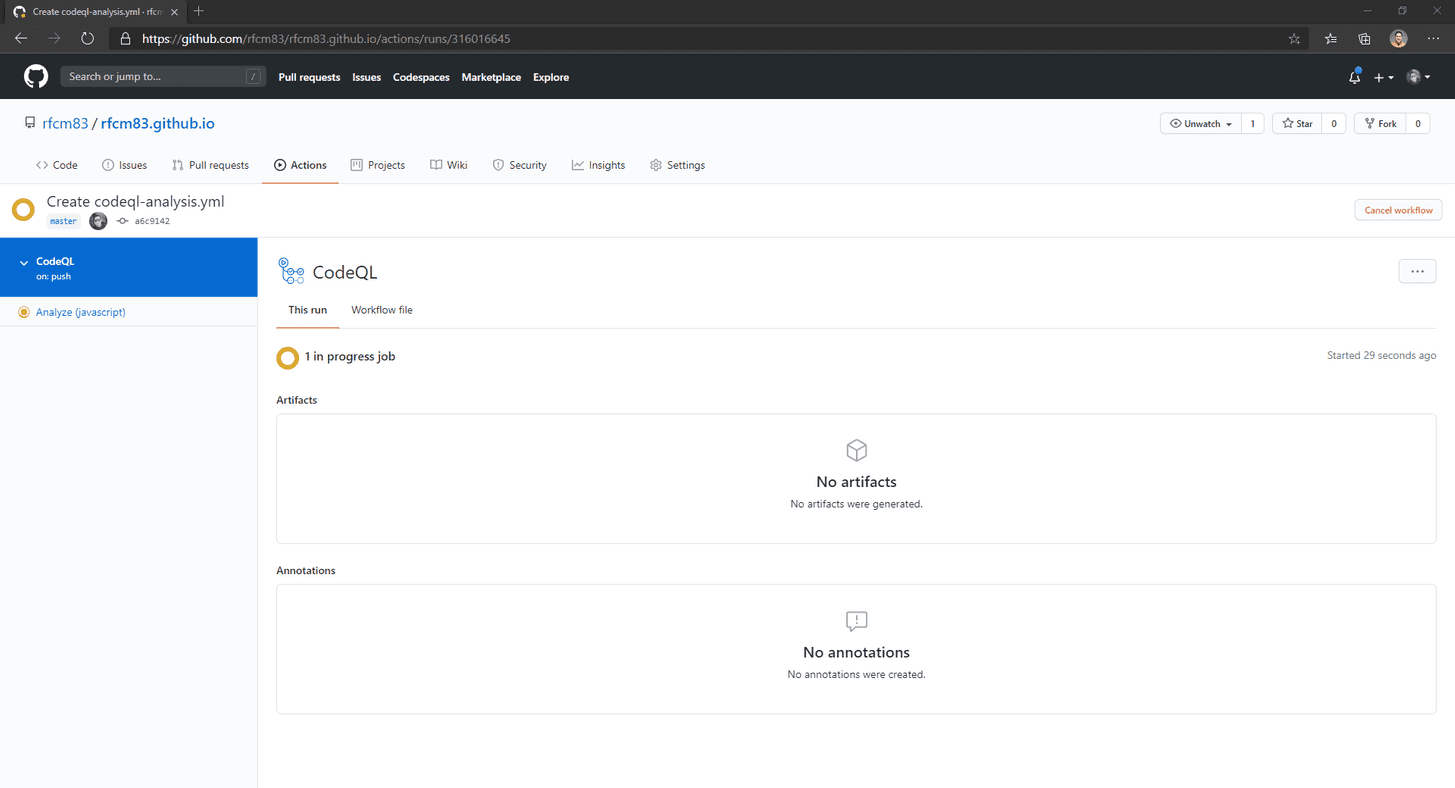 Create codeql-analysis.yml · rfcm
https://github.com/rfcm83/rfcm83.github.io/actions/runs/316016645
Search or jump to... / Pull requests Issues Codespaces Marketplace Explore
rfcm83 / rfcm83.github.io Unwatch 1 Star 0 Fork 0
Code Issues Pull requests Actions Projects Wiki Security Insights Settings
Create codeql-analysis.yml
master a6c9142
Cancel workflow
CodeQL
on: push
Analyze (javascript)
CodeQL
This run Workflow file
1 in progress job Started 29 seconds ago
Artifacts
No artifacts
No artifacts were generated.
Annotations
No annotations
No annotations were created.